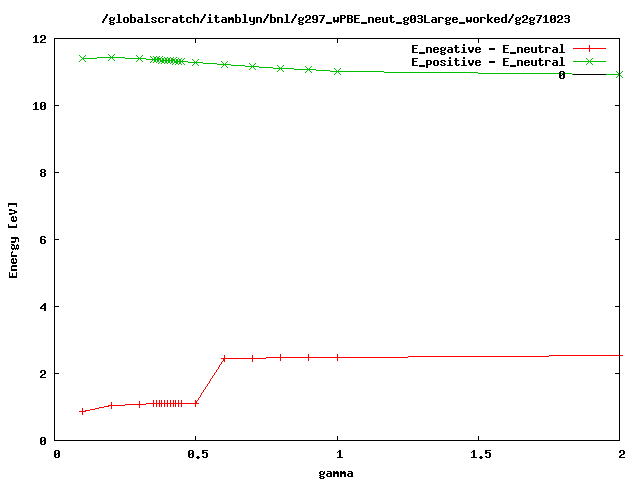 /globalscratch/itamblyn/bnl/g297_wPBE_neut_g03Large_worked/g2g71023
E_negative - E_neutral
E_positive - E_neutral
0
12
10
8
6
4
2
0
Energy [eV]
0 0.5 1 1.5 2
gamma